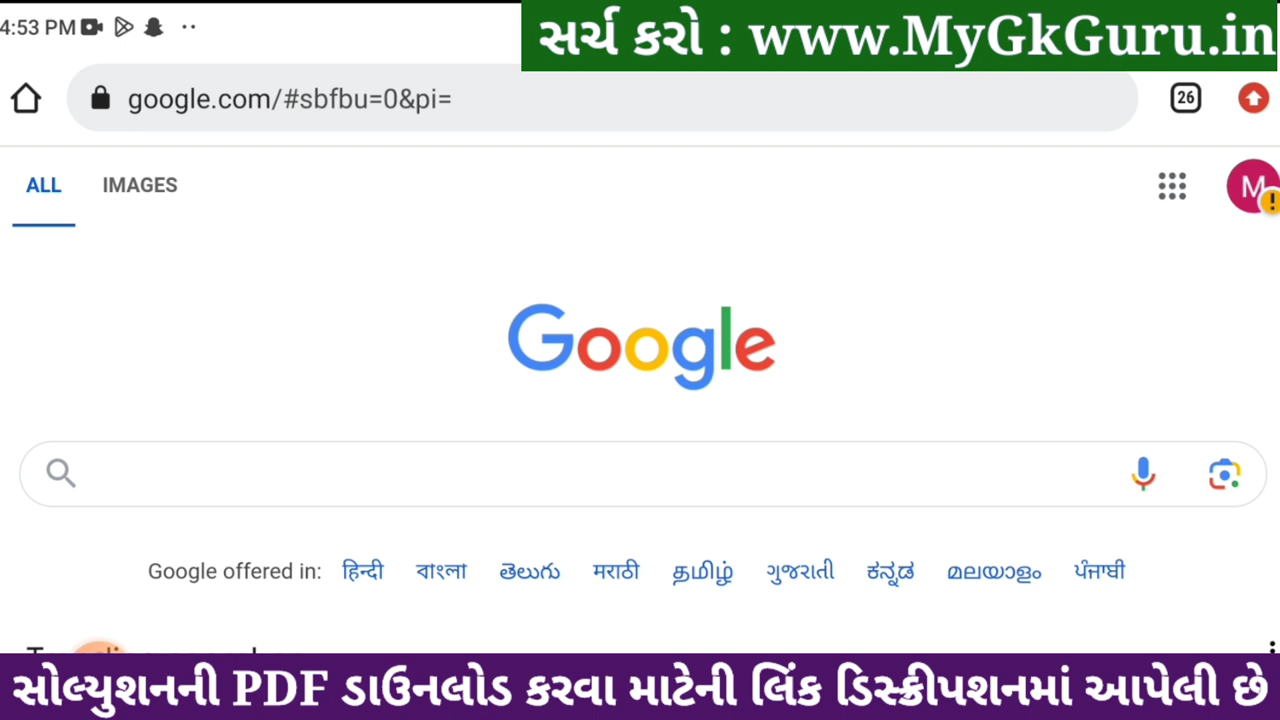 4:53 PM
સર્ચ કરો : www.MyGkGuru.in
google.com/#sbfbu=0&pi=
26
ALL IMAGES
M
!
Google
Google offered in: हिन्दी বাংলা తెలుగు मराठी தமிழ் ગુજરાતી ಕನ್ನಡ മലയാളം ਪੰਜਾਬੀ
સોલ્યુશનની PDF ડાઉનલોડ કરવા માટેની લિંક ડિસ્ક્રીપશનમાં આપેલી છે